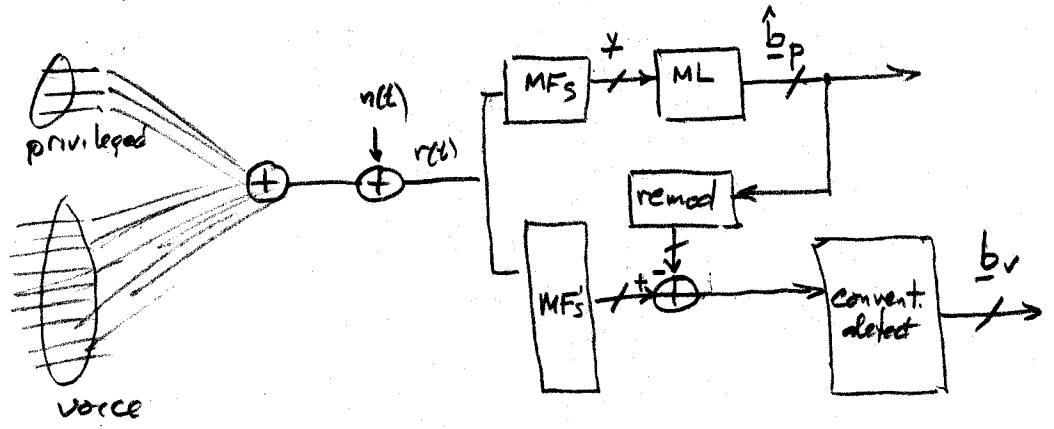 privileged
voice
+
n(t)
+
r(t)
MFs
y
ML
b̂p
remod
MFs'
+
-
+
convent.
detect
bv